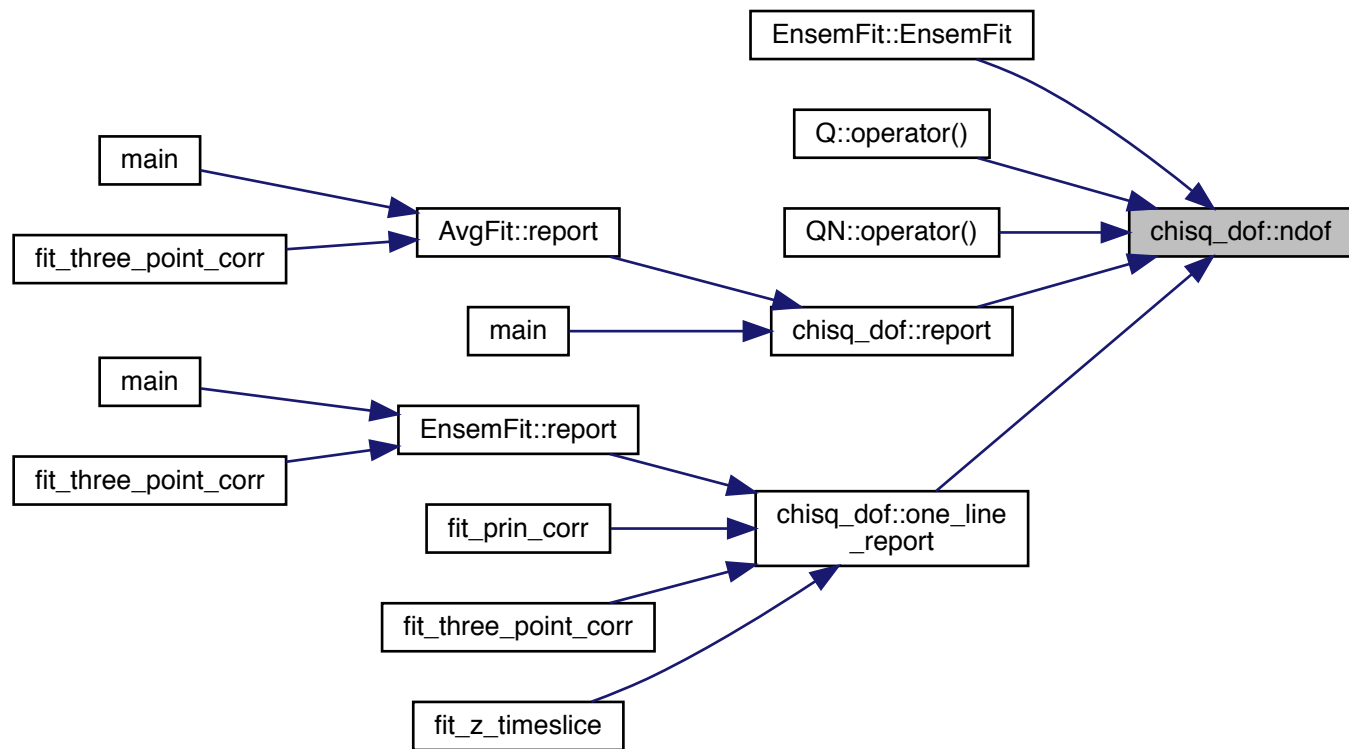 EnsemFit::EnsemFit
Q::operator()
main
QN::operator()
chisq_dof::ndof
AvgFit::report
fit_three_point_corr
main
chisq_dof::report
main
EnsemFit::report
fit_three_point_corr
chisq_dof::one_line
_report
fit_prin_corr
fit_three_point_corr
fit_z_timeslice